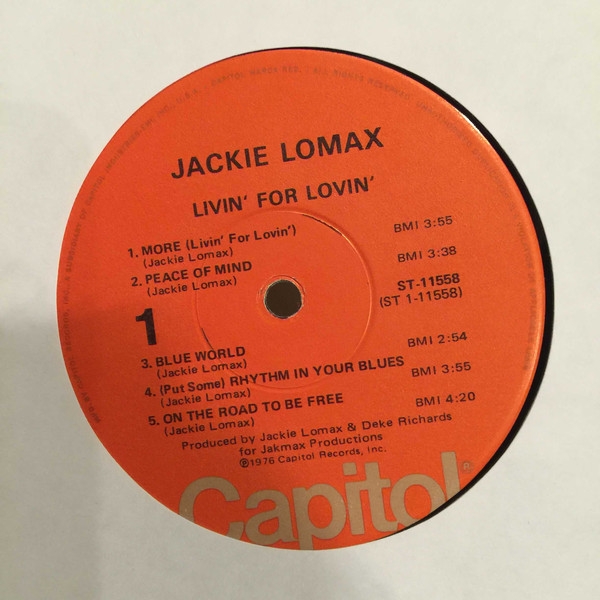 JACKIE LOMAX
LIVIN' FOR LOVIN'
1. MORE (Livin' For Lovin') BMI 3:55
(Jackie Lomax)
2. PEACE OF MIND BMI 3:38
(Jackie Lomax)
ST-11558
(ST 1-11558)
1
3. BLUE WORLD BMI 2:54
(Jackie Lomax)
4. (Put Some) RHYTHM IN YOUR BLUES BMI 3:55
(Jackie Lomax)
5. ON THE ROAD TO BE FREE BMI 4:20
(Jackie Lomax)
Produced by Jackie Lomax & Deke Richards
for Jakmax Productions
℗1976 Capitol Records, Inc.
Capitol®